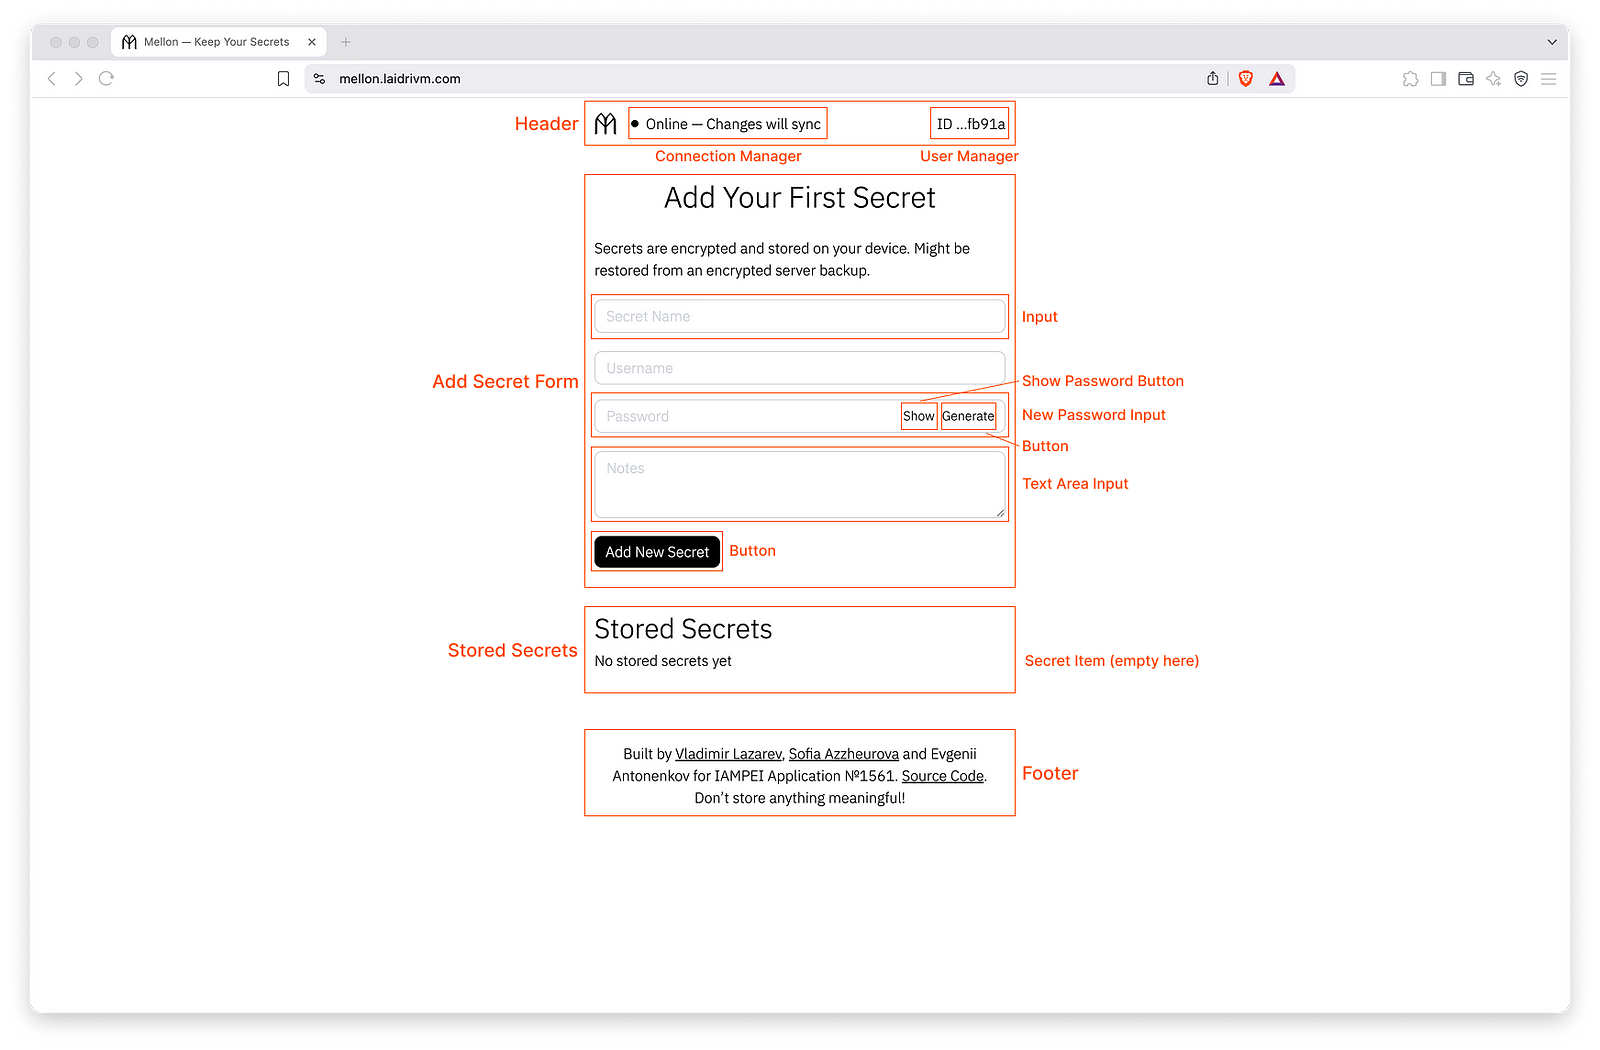 Mellon — Keep Your Secrets
mellon.laidrivm.com
Header
Online — Changes will sync
ID ...fb91a
Connection Manager
User Manager
Add Your First Secret
Secrets are encrypted and stored on your device. Might be
restored from an encrypted server backup.
Secret Name
Input
Username
Add Secret Form
Show Password Button
Password
Show
Generate
New Password Input
Button
Notes
Text Area Input
Add New Secret
Button
Stored Secrets
Stored Secrets
No stored secrets yet
Secret Item (empty here)
Built by Vladimir Lazarev, Sofia Azzheurova and Evgenii
Antonenkov for IAMPEI Application №1561. Source Code.
Don’t store anything meaningful!
Footer